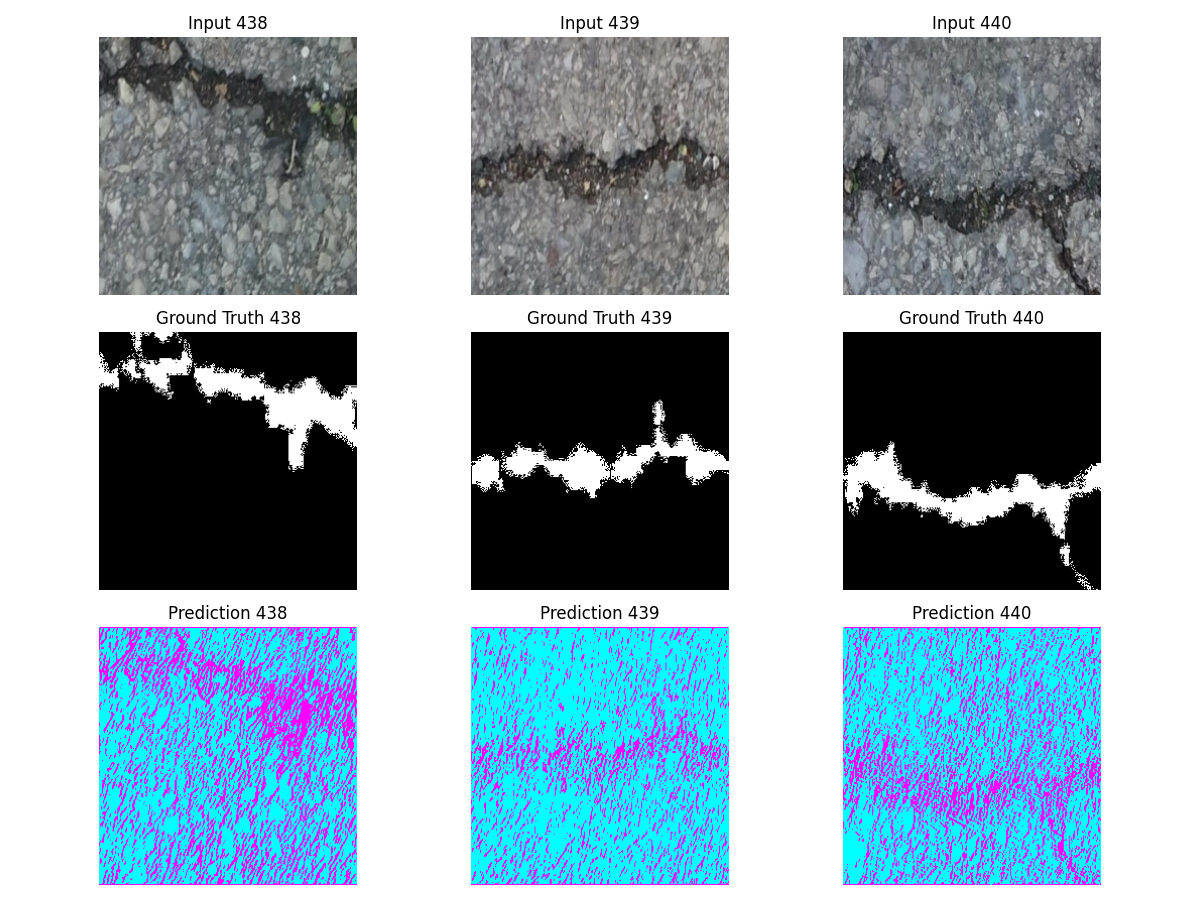 Input 438
Input 439
Input 440
Ground Truth 438
Ground Truth 439
Ground Truth 440
Prediction 438
Prediction 439
Prediction 440